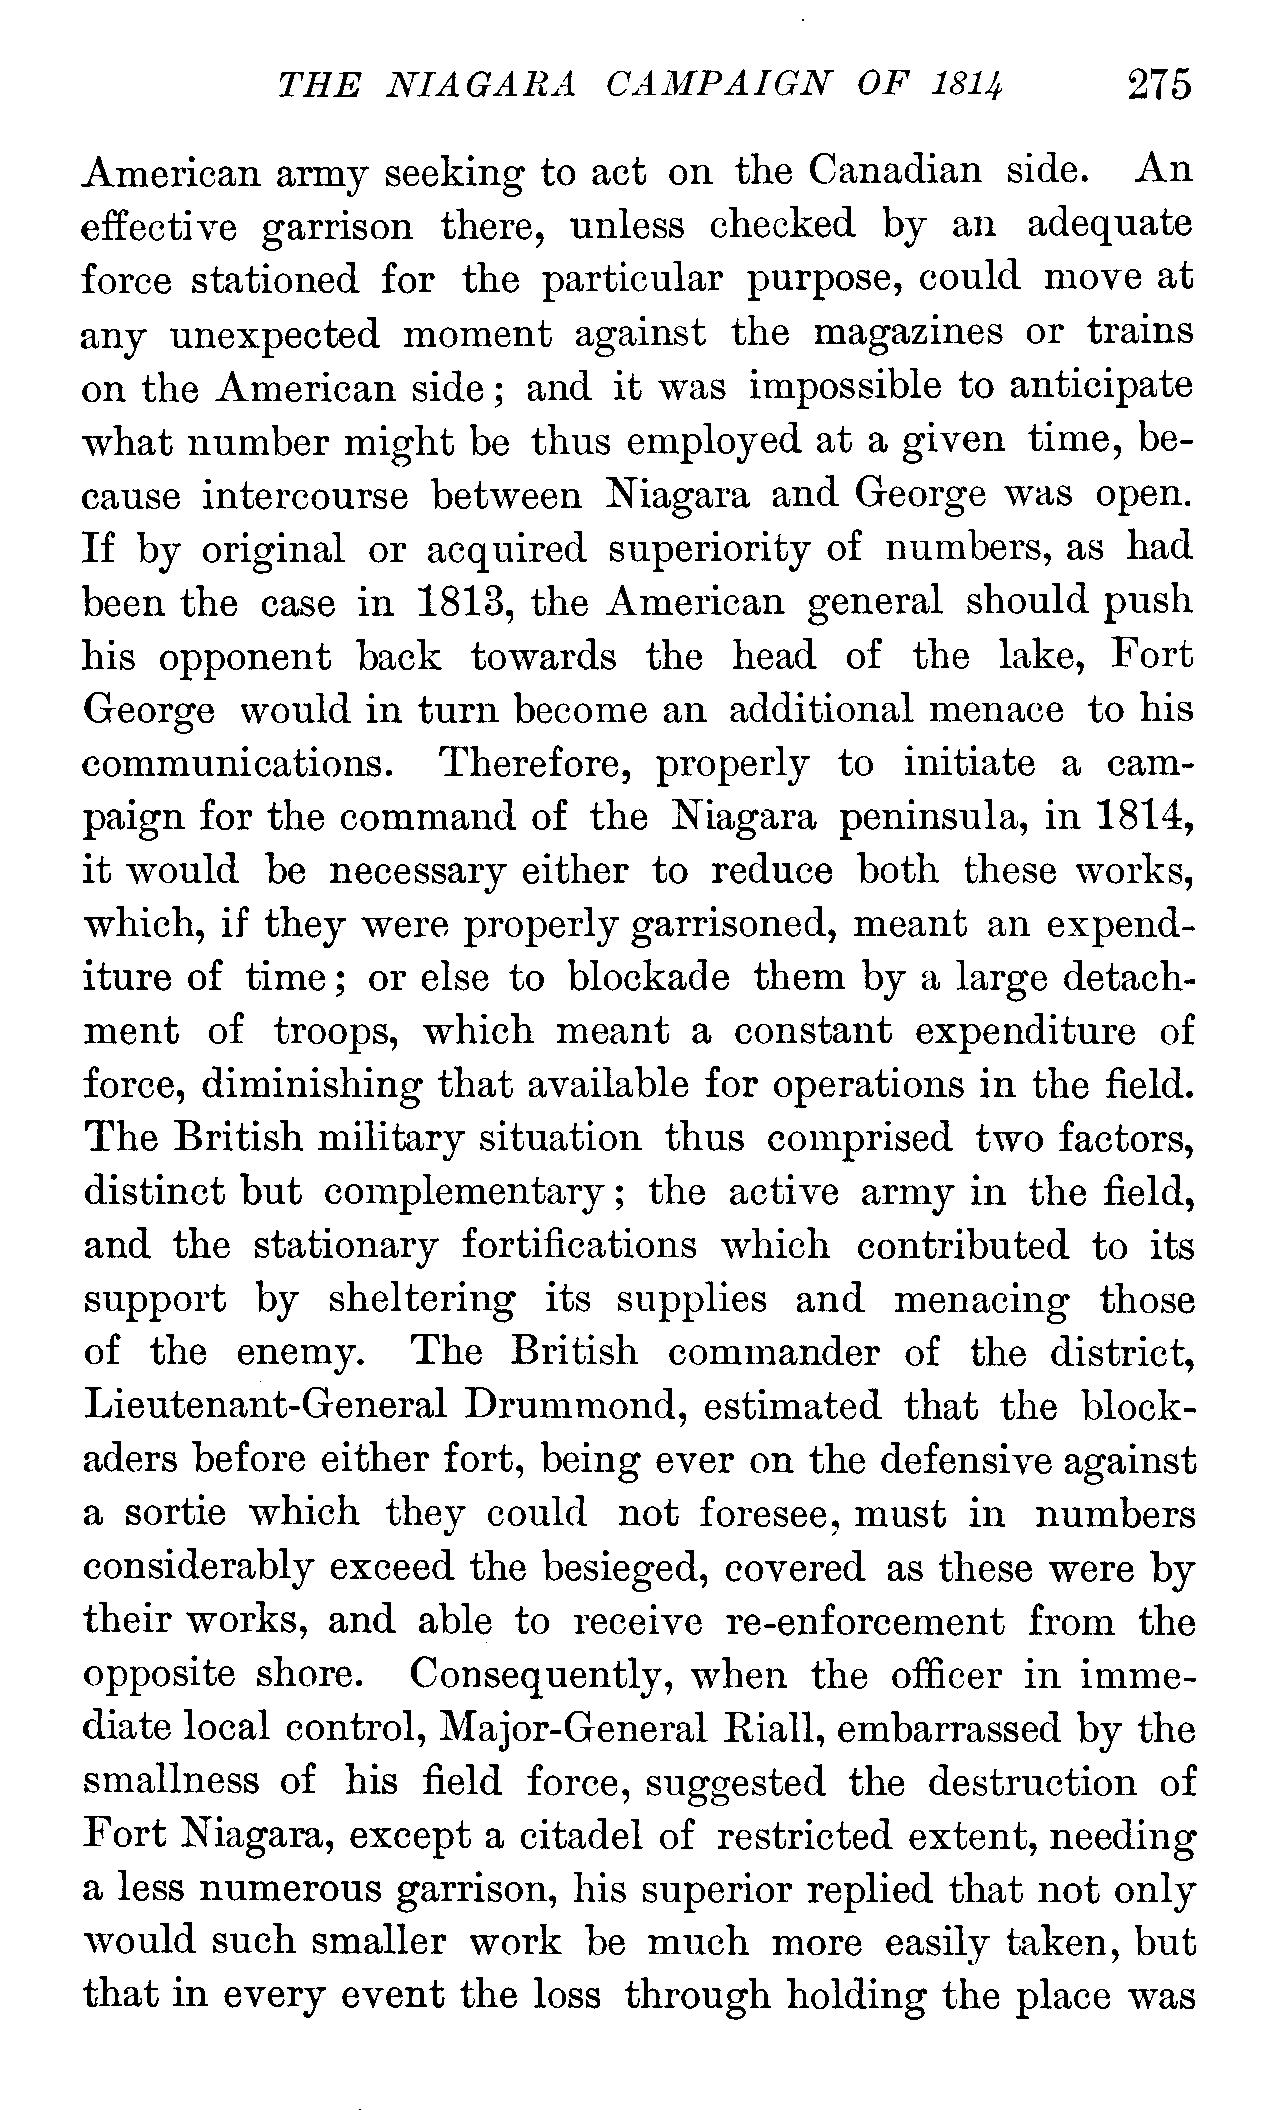 THE NIAGARA CAMPAIGN OF 1814 275
American army seeking to act on the Canadian side. An
effective garrison there, unless checked by an adequate
force stationed for the particular purpose, could move at
any unexpected moment against the magazines or trains
on the American side; and it was impossible to anticipate
what number might be thus employed at a given time, be-
cause intercourse between Niagara and George was open.
If by original or acquired superiority of numbers, as had
been the case in 1813, the American general should push
his opponent back towards the head of the lake, Fort
George would in turn become an additional menace to his
communications. Therefore, properly to initiate a cam-
paign for the command of the Niagara peninsula, in 1814,
it would be necessary either to reduce both these works,
which, if they were properly garrisoned, meant an expend-
iture of time; or else to blockade them by a large detach-
ment of troops, which meant a constant expenditure of
force, diminishing that available for operations in the field.
The British military situation thus comprised two factors,
distinct but complementary; the active army in the field,
and the stationary fortifications which contributed to its
support by sheltering its supplies and menacing those
of the enemy. The British commander of the district,
Lieutenant-General Drummond, estimated that the block-
aders before either fort, being ever on the defensive against
a sortie which they could not foresee, must in numbers
considerably exceed the besieged, covered as these were by
their works, and able to receive re-enforcement from the
opposite shore. Consequently, when the officer in imme-
diate local control, Major-General Riall, embarrassed by the
smallness of his field force, suggested the destruction of
Fort Niagara, except a citadel of restricted extent, needing
a less numerous garrison, his superior replied that not only
would such smaller work be much more easily taken, but
that in every event the loss through holding the place was